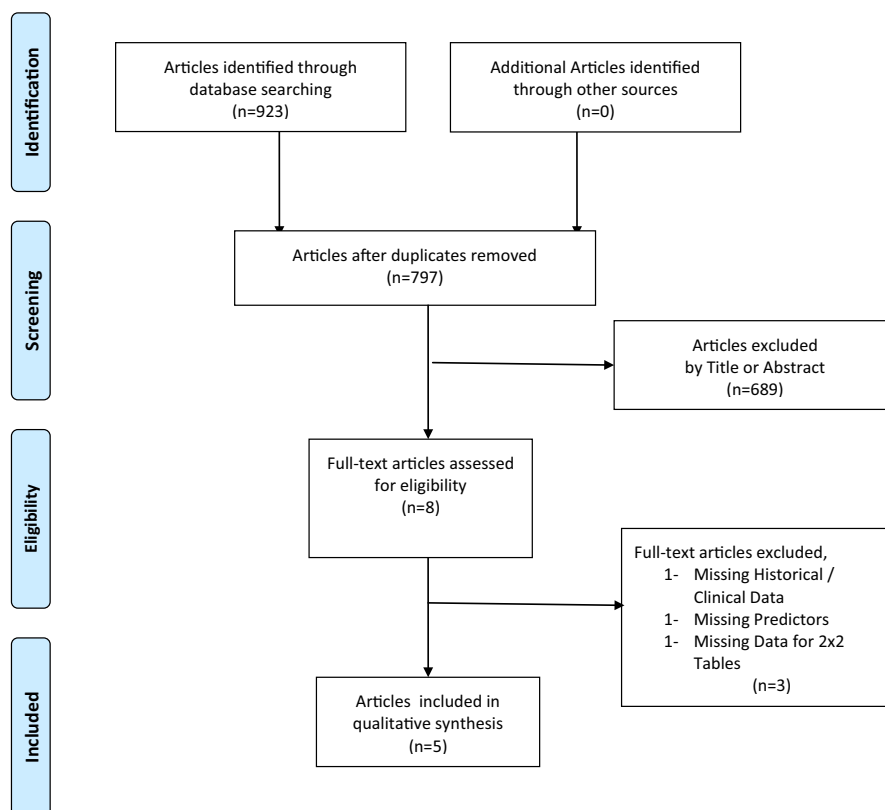 Identification
Articles identified through
database searching
(n=923)
Additional Articles identified
through other sources
(n=0)
Screening
Articles after duplicates removed
(n=797)
Articles excluded
by Title or Abstract
(n=689)
Eligibility
Full-text articles assessed
for eligibility
(n=8)
Full-text articles excluded,
1- Missing Historical /
Clinical Data
1- Missing Predictors
1- Missing Data for 2x2
Tables
(n=3)
Included
Articles included in
qualitative synthesis
(n=5)